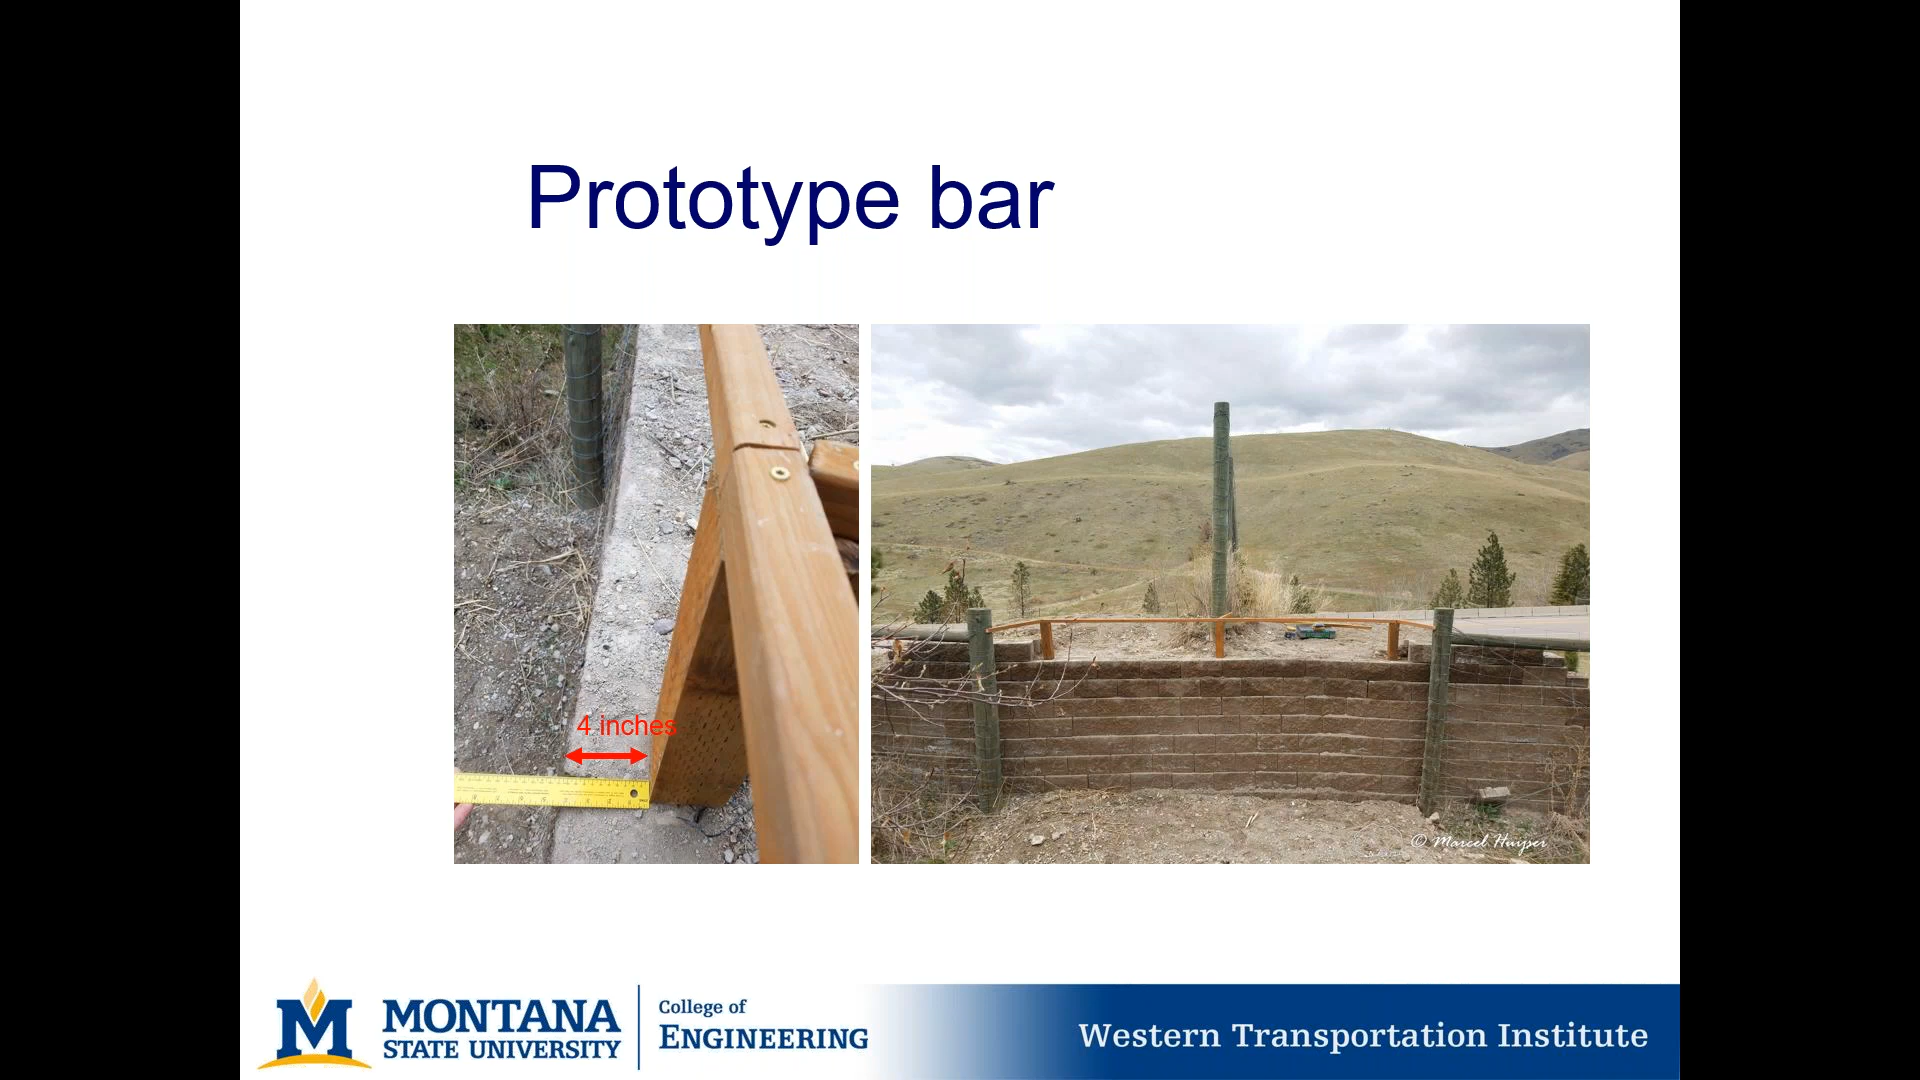 Prototype bar
4 inches
© Marcel Huijser
MONTANA
STATE UNIVERSITY
College of
ENGINEERING
Western Transportation Institute